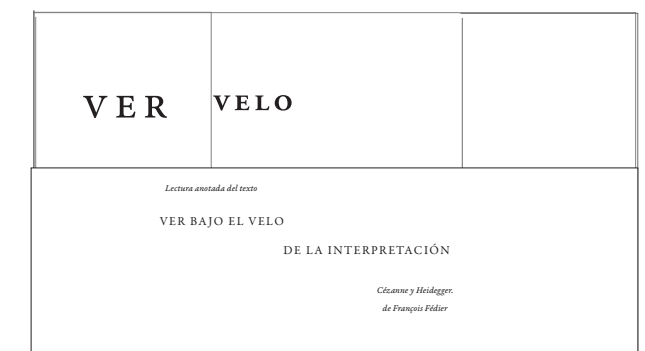 VER VELO
Lectura anotada del texto
VER BAJO EL VELO
DE LA INTERPRETACIÓN
Cézanne y Heidegger.
de François Fédier